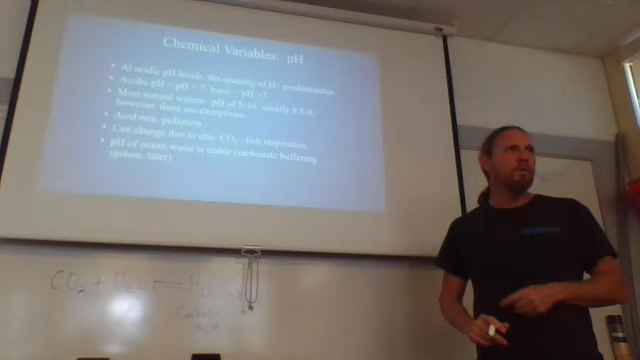 Chemical Variables: pH
• At acidic pH levels, the quantity of H+ predominates
• Acidic pH = pH < 7, basic = pH >7
• Most natural waters: pH of 5-10, usually 6.5-9,
however there are exceptions
• Acid rain, pollution,
• Can change due to atm. CO₂, fish respiration
• pH of ocean water is stable (carbonate buffering
system, later);
CO₂ +